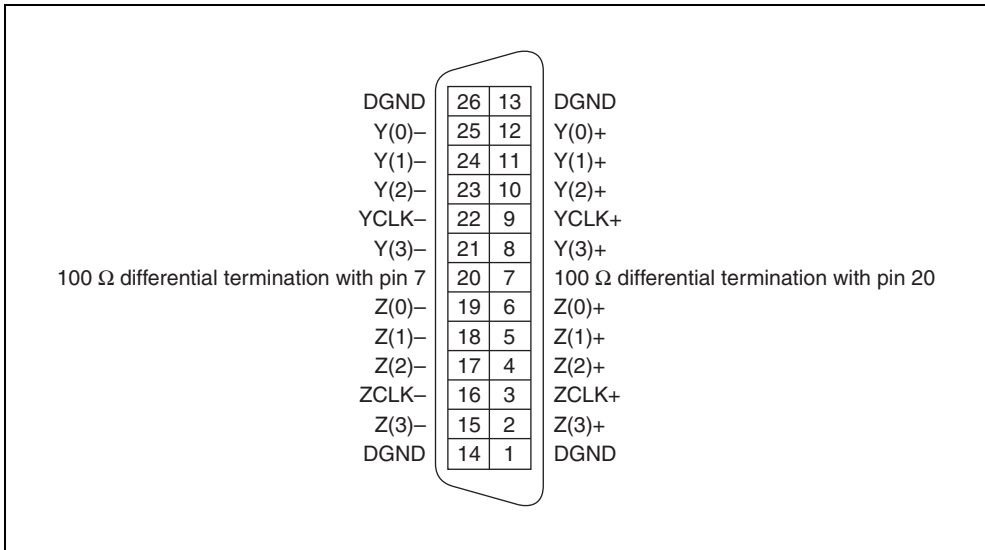 DGND 26 13 DGND
Y(0)– 25 12 Y(0)+
Y(1)– 24 11 Y(1)+
Y(2)– 23 10 Y(2)+
YCLK– 22 9 YCLK+
Y(3)– 21 8 Y(3)+
100 Ω differential termination with pin 7 20 7 100 Ω differential termination with pin 20
Z(0)– 19 6 Z(0)+
Z(1)– 18 5 Z(1)+
Z(2)– 17 4 Z(2)+
ZCLK– 16 3 ZCLK+
Z(3)– 15 2 Z(3)+
DGND 14 1 DGND